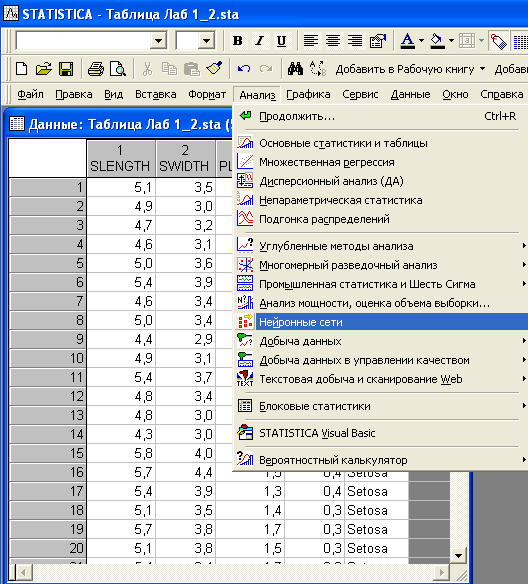 STATISTICA - Таблица Лаб 1_2.sta
B I U
Добавить в Рабочую книгу Добави
Файл Правка Вид Вставка Формат Анализ Графика Сервис Данные Окно Справка
Данные: Таблица Лаб 1_2.sta
Продолжить... Ctrl+R
Основные статистики и таблицы
Множественная регрессия
Дисперсионный анализ (ДА)
Непараметрическая статистика
Подгонка распределений
Углубленные методы анализа
Многомерный разведочный анализ
Промышленная статистика и Шесть Сигма
Анализ мощности, оценка объема выборки...
Нейронные сети
Добыча данных
Добыча данных в управлении качеством
Текстовая добыча и сканирование Web
Блоковые статистики
STATISTICA Visual Basic
Вероятностный калькулятор
1 2
SLENGTH SWIDTH PL
1 5,1 3,5
2 4,9 3,0
3 4,7 3,2
4 4,6 3,1
5 5,0 3,6
6 5,4 3,9
7 4,6 3,4
8 5,0 3,4
9 4,4 2,9
10 4,9 3,1
11 5,4 3,7
12 4,8 3,4
13 4,8 3,0
14 4,3 3,0
15 5,8 4,0
16 5,7 4,4 1,5 0,4 Setosa
17 5,4 3,9 1,3 0,4 Setosa
18 5,1 3,5 1,4 0,3 Setosa
19 5,7 3,8 1,7 0,3 Setosa
20 5,1 3,8 1,5 0,3 Setosa